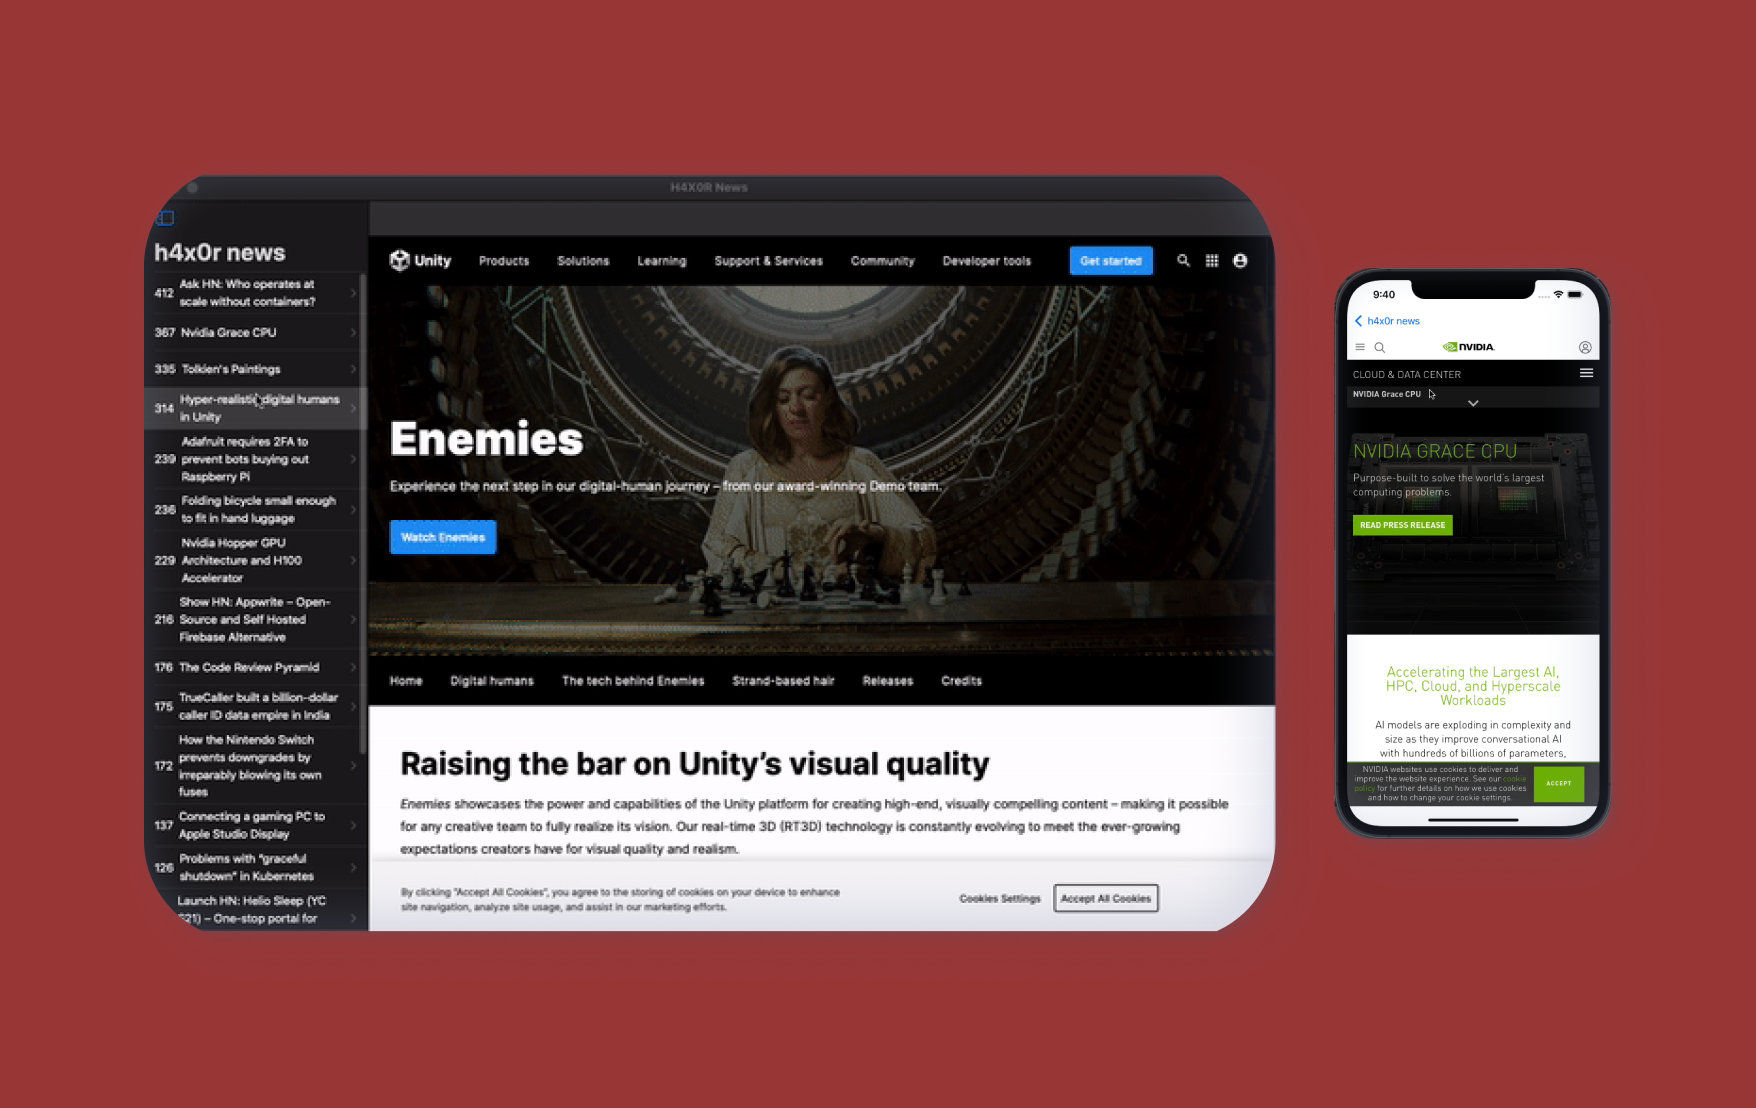 H4X0R News
h4x0r news
412 Ask HN: Who operates at
scale without containers?
367 Nvidia Grace CPU
335 Tolkien's Paintings
314 Hyper-realistic digital humans
in Unity
239 Adafruit requires 2FA to
prevent bots buying out
Raspberry Pi
236 Folding bicycle small enough
to fit in hand luggage
229 Nvidia Hopper GPU
Architecture and H100
Accelerator
216 Show HN: Appwrite – Open-
Source and Self Hosted
Firebase Alternative
176 The Code Review Pyramid
175 TrueCaller built a billion-dollar
caller ID data empire in India
172 How the Nintendo Switch
prevents downgrades by
irreparably blowing its own
fuses
137 Connecting a gaming PC to
Apple Studio Display
126 Problems with "graceful
shutdown" in Kubernetes
Launch HN: Helio Sleep (YC
S21) – One-stop portal for
Unity Products Solutions Learning Support & Services Community Developer tools Get started
Enemies
Experience the next step in our digital-human journey – from our award-winning Demo team.
Watch Enemies
Home Digital humans The tech behind Enemies Strand-based hair Releases Credits
Raising the bar on Unity's visual quality
Enemies showcases the power and capabilities of the Unity platform for creating high-end, visually compelling content – making it possible
for any creative team to fully realize its vision. Our real-time 3D (RT3D) technology is constantly evolving to meet the ever-growing
expectations creators have for visual quality and realism.
By clicking "Accept All Cookies", you agree to the storing of cookies on your device to enhance
site navigation, analyze site usage, and assist in our marketing efforts.
Cookies Settings Accept All Cookies
9:40
h4x0r news
NVIDIA.
CLOUD & DATA CENTER
NVIDIA Grace CPU
NVIDIA GRACE CPU
Purpose-built to solve the world's largest
computing problems.
READ PRESS RELEASE
Accelerating the Largest AI,
HPC, Cloud, and Hyperscale
Workloads
AI models are exploding in complexity and
size as they improve conversational AI
with hundreds of billions of parameters,
NVIDIA websites use cookies to deliver and
improve the website experience. See our cookie
policy for further details on how we use cookies
and how to change your cookie settings.
ACCEPT